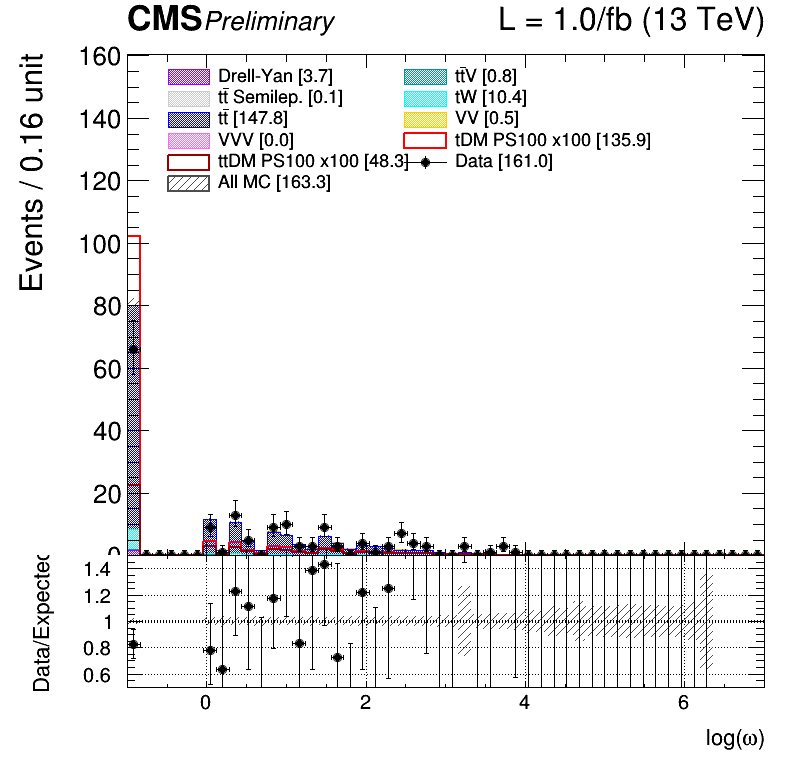 CMS Preliminary L = 1.0/fb (13 TeV)
Events / 0.16 unit
160
140
120
100
80
60
40
20
0
Drell-Yan [3.7]
tt̄ Semilep. [0.1]
tt̄ [147.8]
VVV [0.0]
ttDM PS100 x100 [48.3]
All MC [163.3]
tt̄V [0.8]
tW [10.4]
VV [0.5]
tDM PS100 x100 [135.9]
Data [161.0]
Data/Expected
1.4
1.2
1
0.8
0.6
0 2 4 6
log(ω)